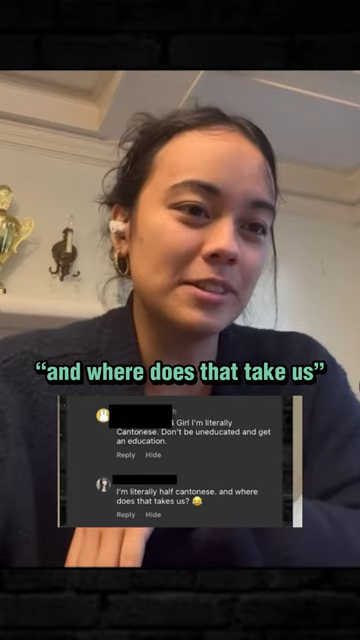 “and where does that take us”
Girl I'm literally
Cantonese. Don't be uneducated and get
an education.
Reply Hide
I'm literally half cantonese. and where
does that takes us? 😂
Reply Hide